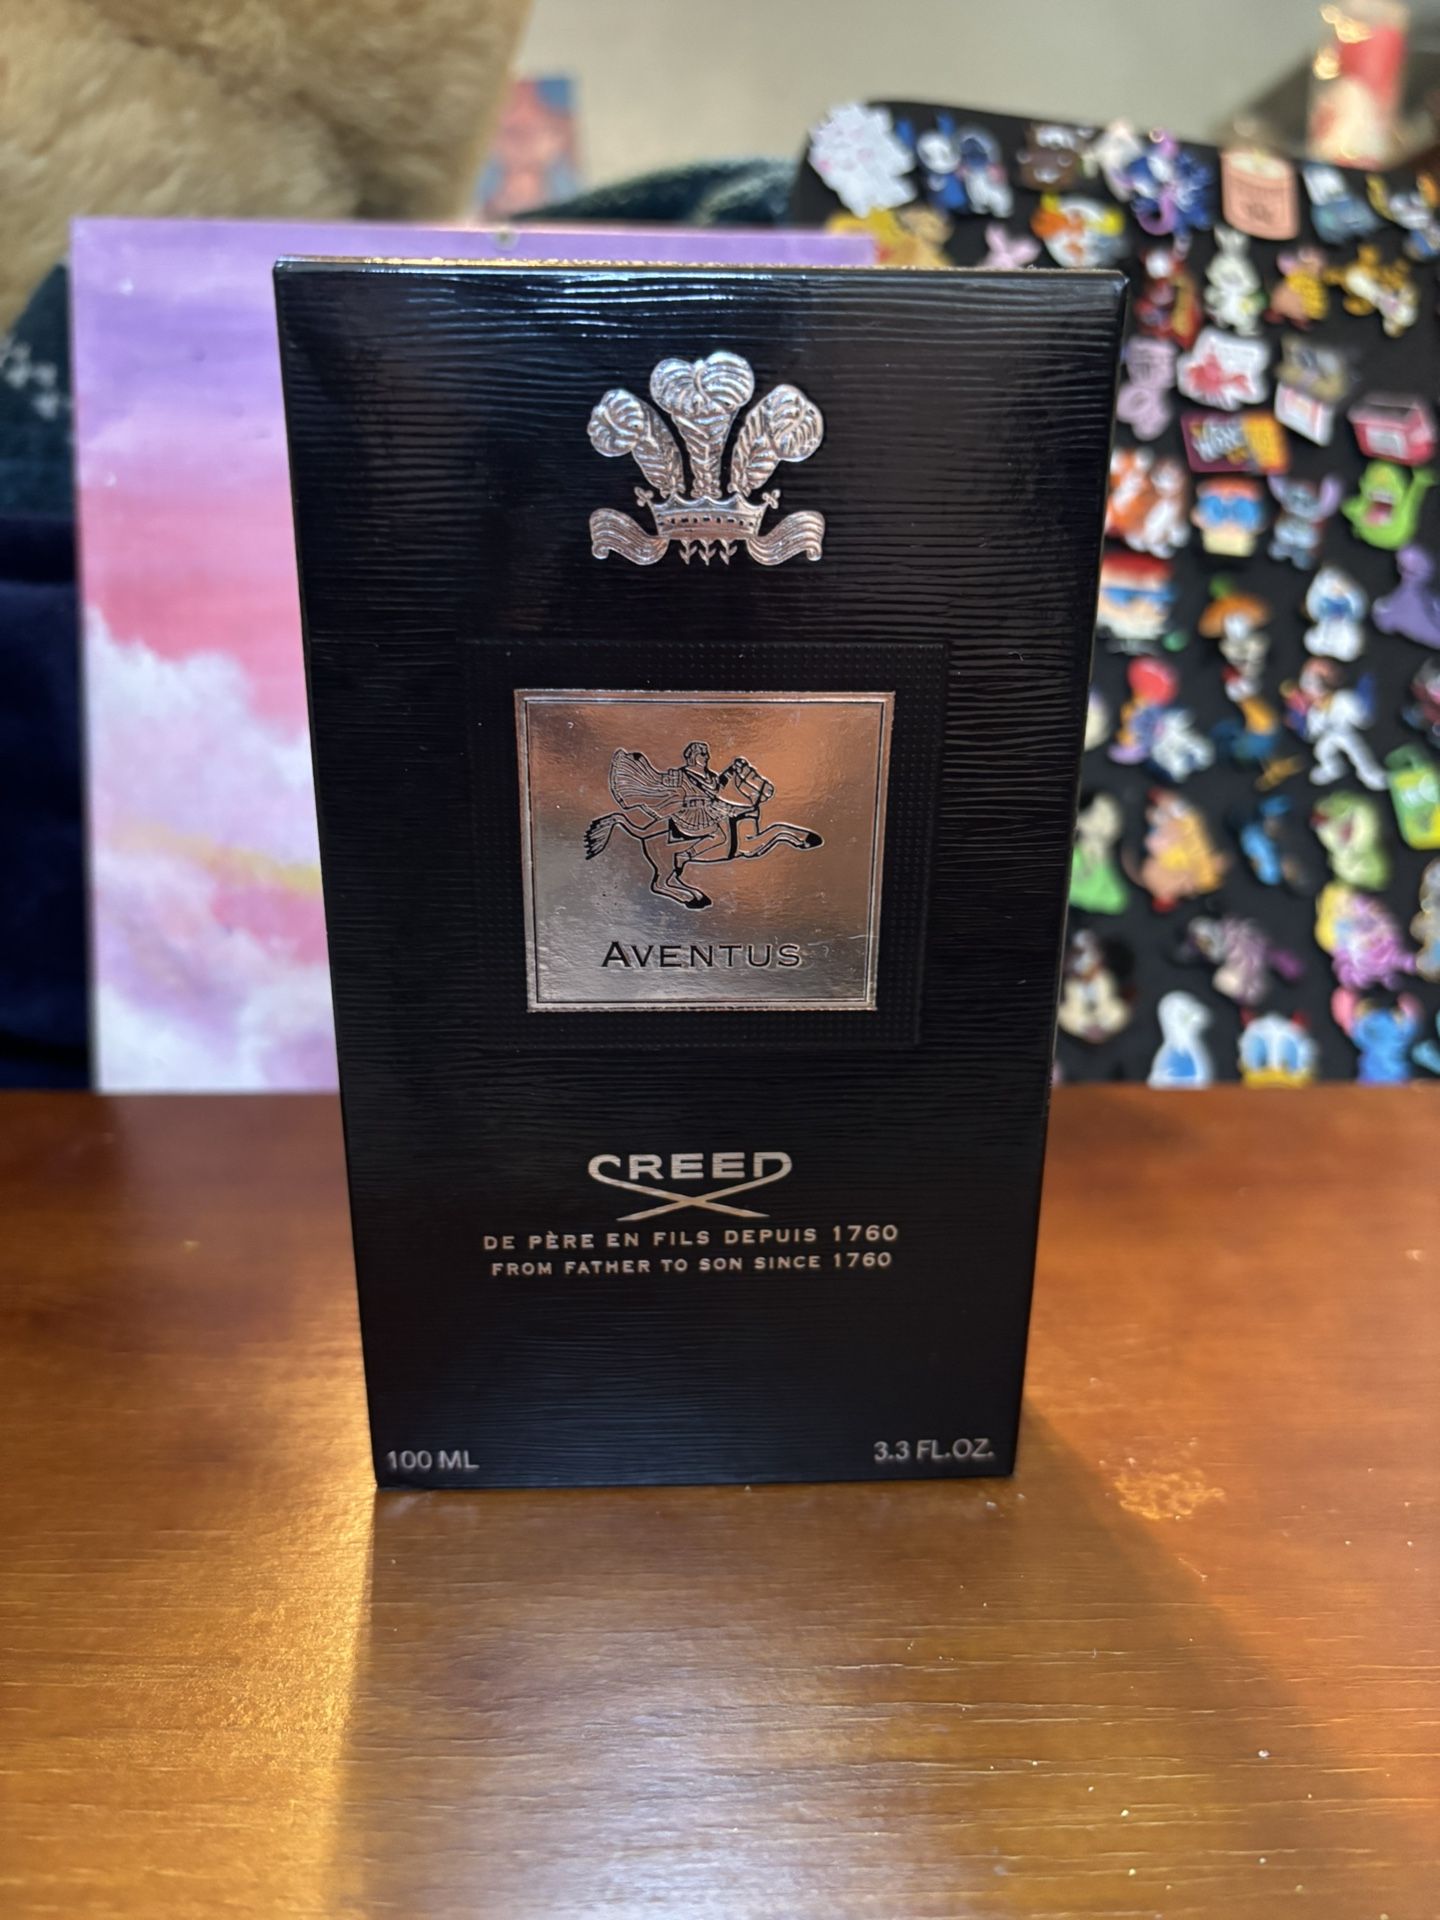 AVENTUS
CREED
DE PÈRE EN FILS DEPUIS 1760
FROM FATHER TO SON SINCE 1760
100 ML
3.3 FL.OZ.